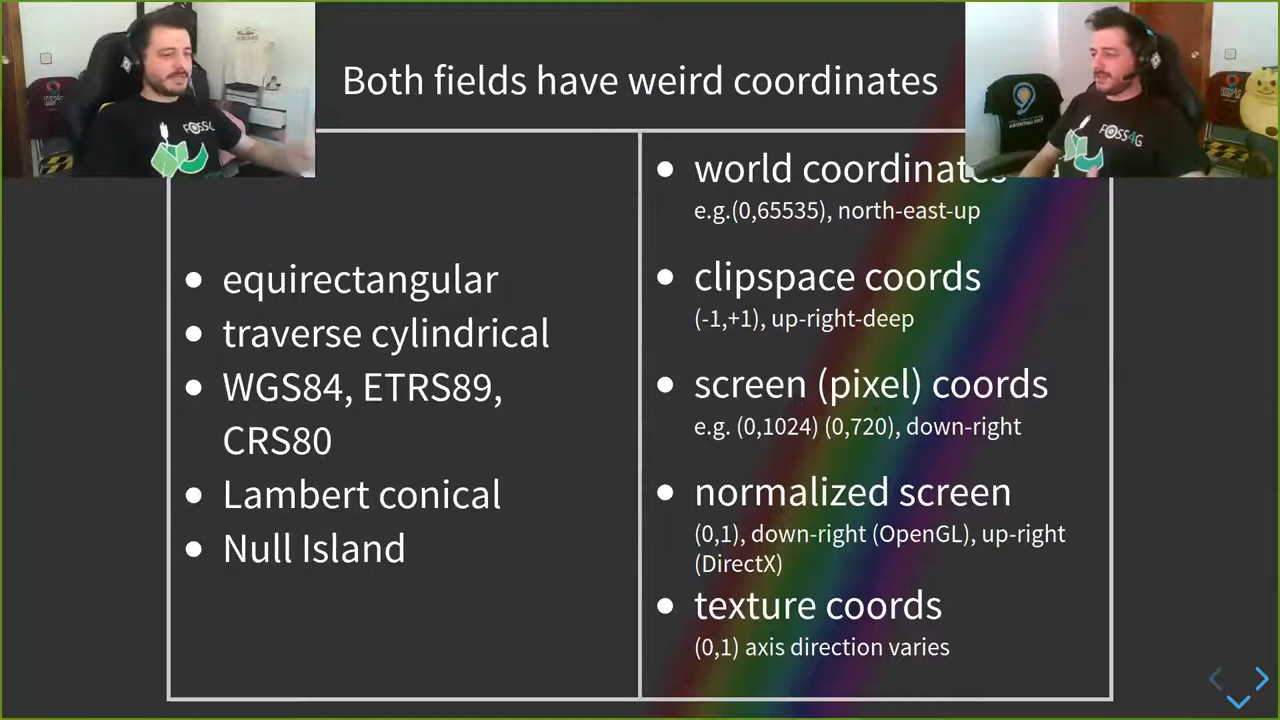 Both fields have weird coordinates
equirectangular
traverse cylindrical
WGS84, ETRS89,
CRS80
Lambert conical
Null Island
world coordinates
e.g.(0,65535), north-east-up
clipspace coords
(-1,+1), up-right-deep
screen (pixel) coords
e.g. (0,1024) (0,720), down-right
normalized screen
(0,1), down-right (OpenGL), up-right
(DirectX)
texture coords
(0,1) axis direction varies
FOSS4G